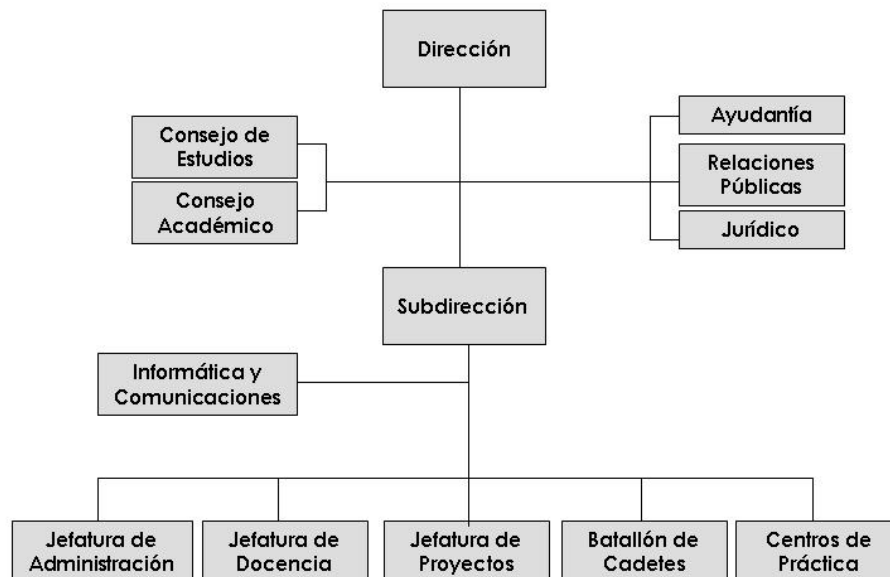 Dirección
Consejo de
Estudios
Consejo
Académico
Ayudantía
Relaciones
Públicas
Jurídico
Subdirección
Informática y
Comunicaciones
Jefatura de
Administración
Jefatura de
Docencia
Jefatura de
Proyectos
Batallón de
Cadetes
Centros de
Práctica